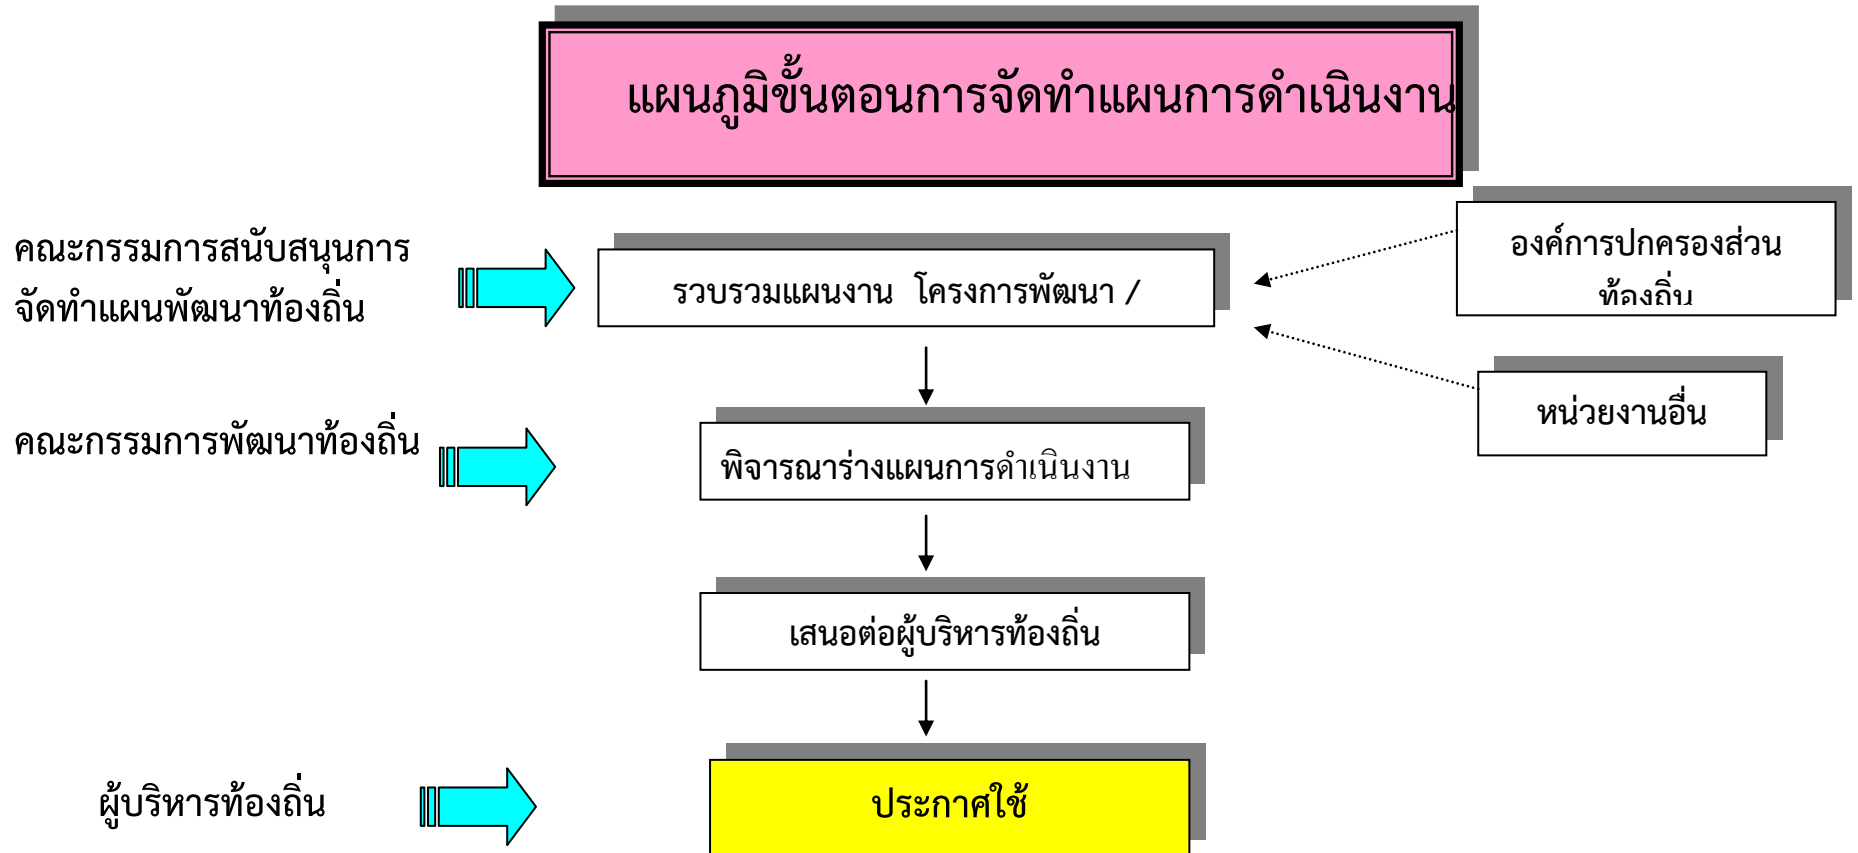 แผนภูมิขั้นตอนการจัดทำแผนการดำเนินงาน
คณะกรรมการสนับสนุนการ
จัดทำแผนพัฒนาท้องถิ่น
รวบรวมแผนงาน โครงการพัฒนา /
องค์การปกครองส่วน
ท้องถิ่น
หน่วยงานอื่น
คณะกรรมการพัฒนาท้องถิ่น
พิจารณาร่างแผนการดำเนินงาน
เสนอต่อผู้บริหารท้องถิ่น
ผู้บริหารท้องถิ่น
ประกาศใช้